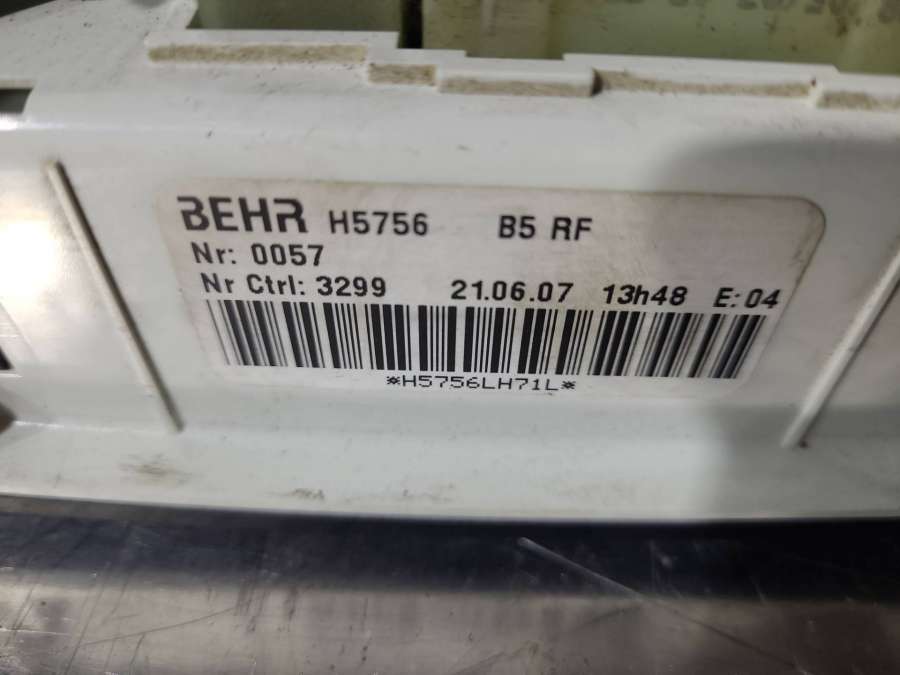 BEHR H5756 B5 RF
Nr: 0057
Nr Ctrl: 3299 21.06.07 13h48 E: 04
*H5756LH71L*